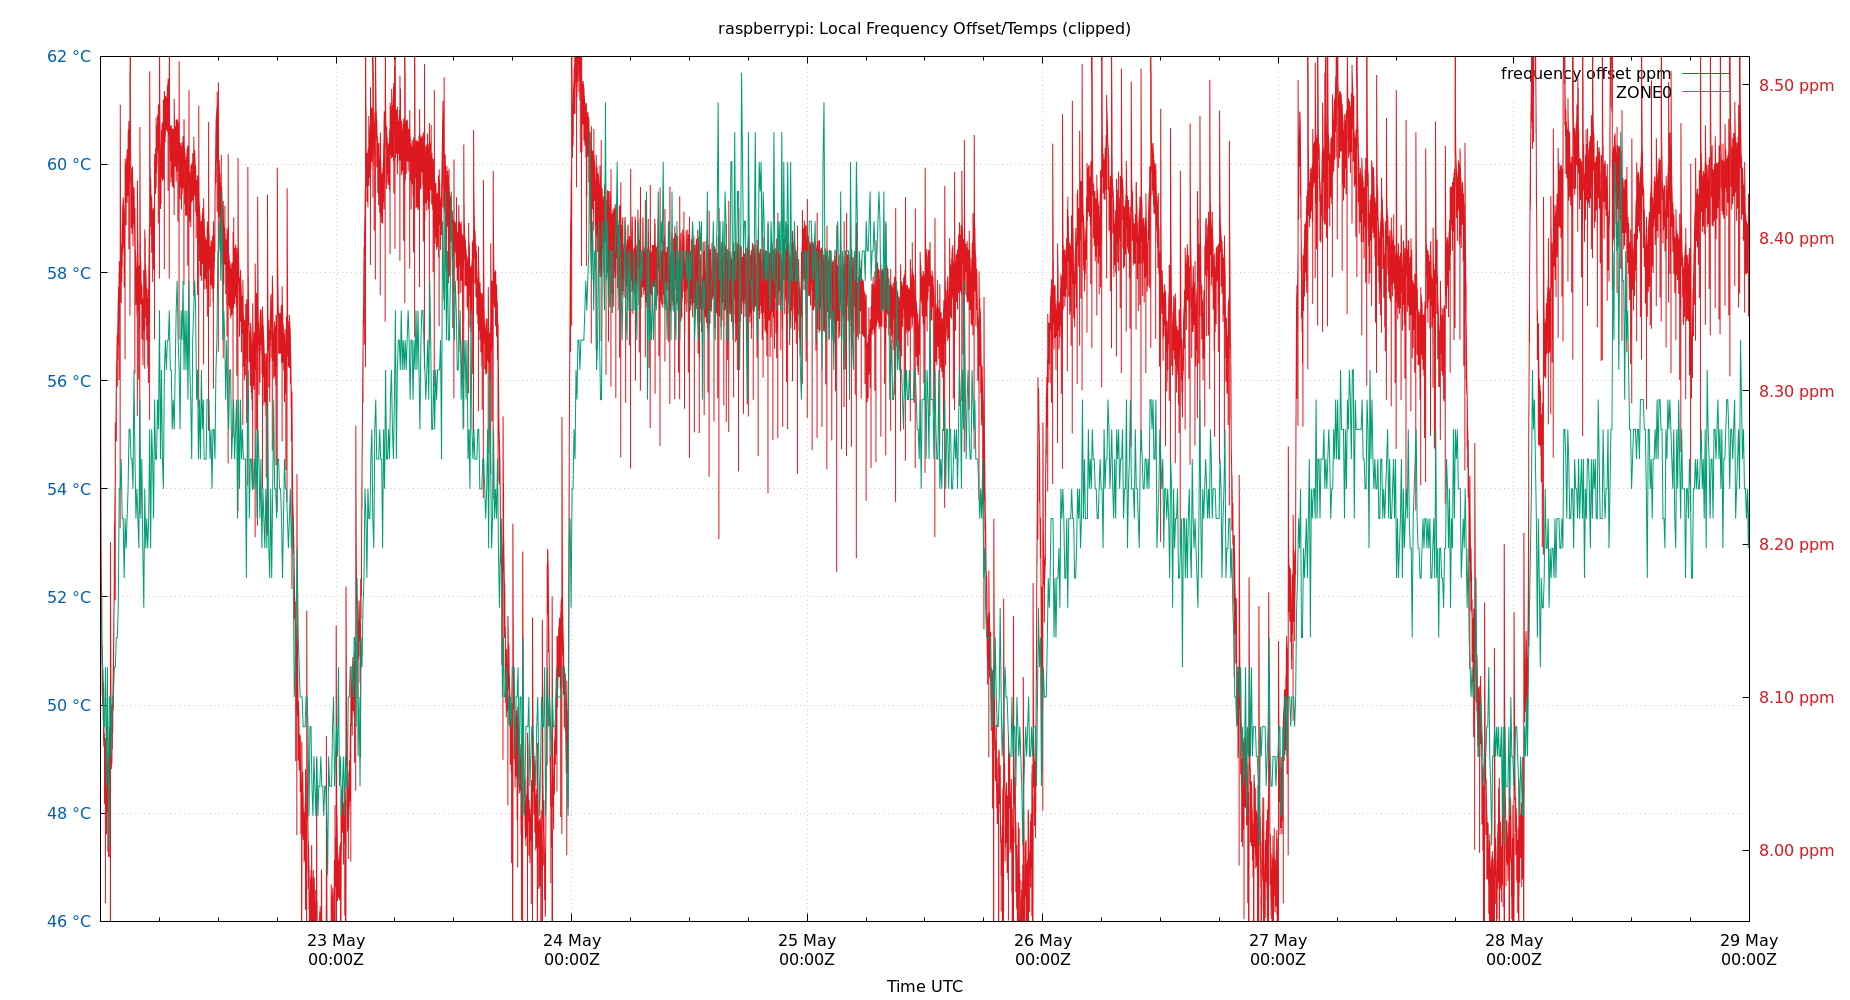 raspberrypi: Local Frequency Offset/Temps (clipped)
62 °C
60 °C
58 °C
56 °C
54 °C
52 °C
50 °C
48 °C
46 °C
frequency offset ppm
ZONE0
8.50 ppm
8.40 ppm
8.30 ppm
8.20 ppm
8.10 ppm
8.00 ppm
23 May 24 May 25 May 26 May 27 May 28 May 29 May
00:00Z 00:00Z 00:00Z 00:00Z 00:00Z 00:00Z 00:00Z
Time UTC